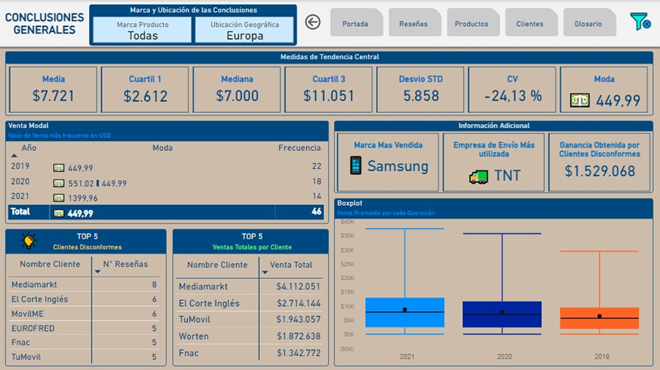 CONCLUSIONES
GENERALES
Marca y Ubicación de las Conclusiones
Marca Producto
Todas
Ubicación Geográfica
Europa
Portada
Reseñas
Productos
Clientes
Glosario
Medidas de Tendencia Central
Media
$7.721
Cuartil 1
$2.612
Mediana
$7.000
Cuartil 3
$11.051
Desvio STD
5.858
CV
-24,13 %
Moda
449,99
Venta Modal
Valor de Venta más frecuente en USD
Año Moda Frecuencia
2019 449,99 22
2020 551,02 449,99 18
2021 1399,96 14
Total 449,99 46
Información Adicional
Marca Mas Vendida
Samsung
Empresa de Envío Más
utilizada
TNT
Ganancia Obtenida por
Clientes Disconformes
$1.529.068
TOP 5
Clientes Disconformes
Nombre Cliente N° Reseñas
Mediamarkt 8
El Corte Inglés 6
MovilME 6
EUROFRED 5
Fnac 5
TuMovil 5
TOP 5
Ventas Totales por Cliente
Nombre Cliente Venta Total
Mediamarkt $4.112.051
El Corte Inglés $2.714.144
TuMovil $1.943.057
Worten $1.872.638
Fnac $1.342.772
Boxplot
Venta Promedio por cada Operación
$40K
$35K
$30K
$25K
$20K
$15K
$10K
$5K
$0K
($5K)
2021
2020
2019